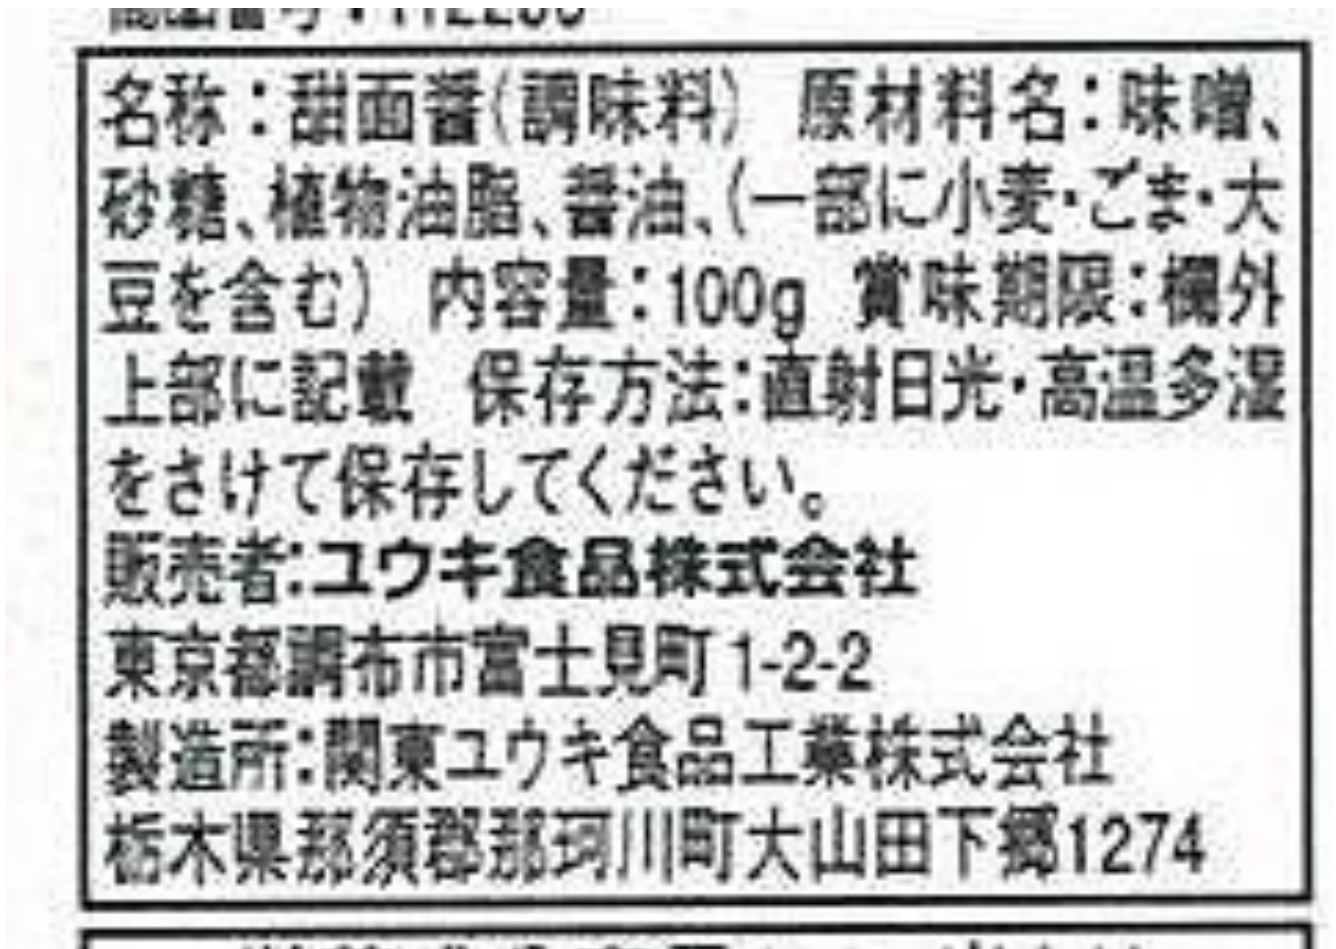 名称：甜面醤（調味料）　原材料名：味噌、
砂糖、植物油脂、醤油、（一部に小麦・ごま・大
豆を含む）　内容量：100g　賞味期限：欄外
上部に記載　保存方法：直射日光・高温多湿
をさけて保存してください。
販売者：ユウキ食品株式会社
東京都調布市富士見町1-2-2
製造所：関東ユウキ食品工業株式会社
栃木県那須郡那珂川町大山田下郷1274